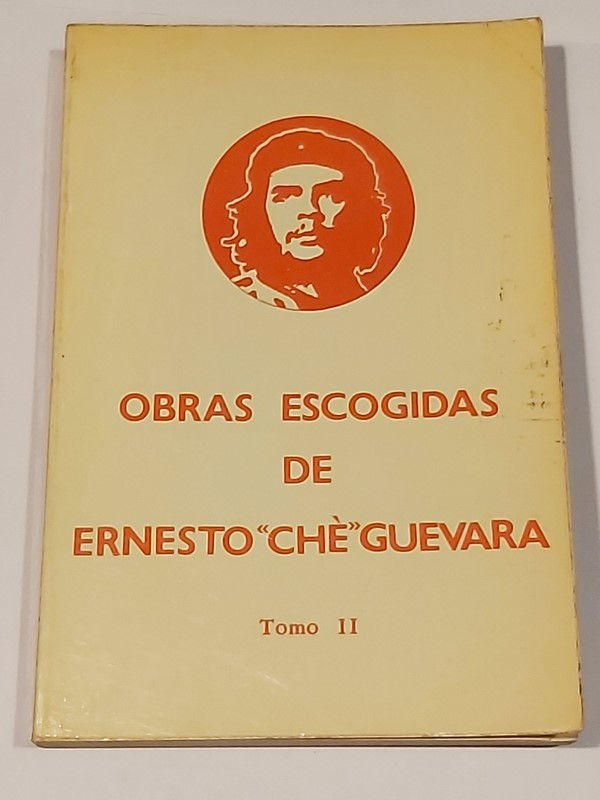 OBRAS ESCOGIDAS
DE
ERNESTO“CHÈ”GUEVARA
Tomo II